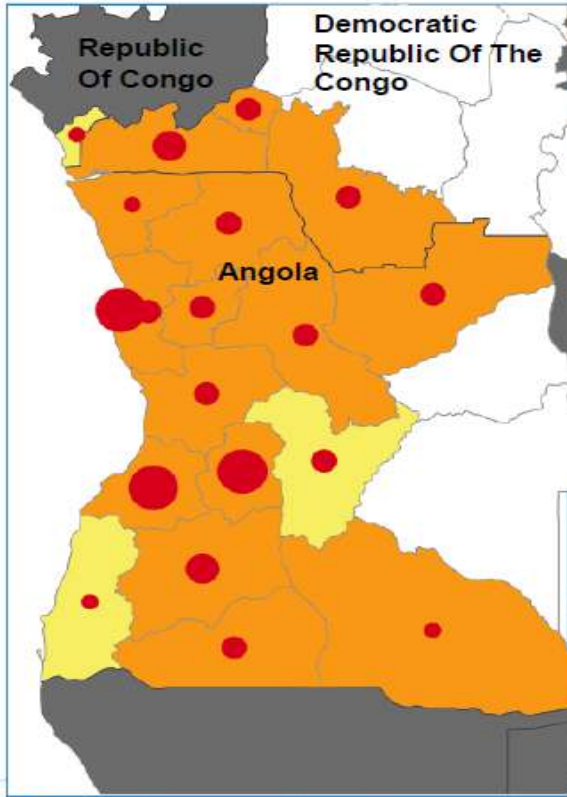 Republic
Of Congo
Democratic
Republic Of The
Congo
Angola